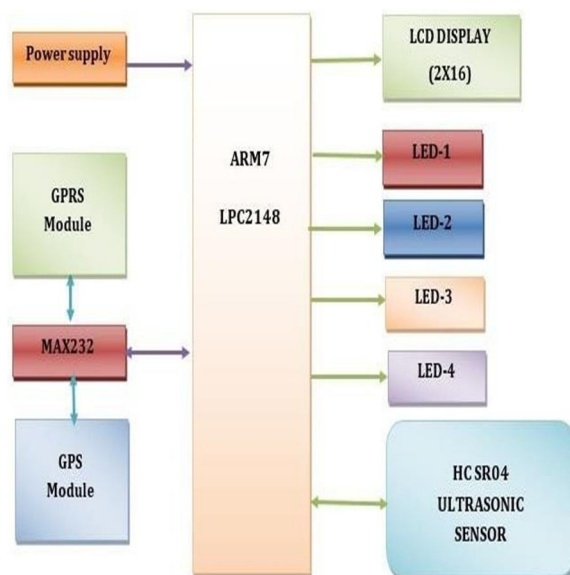 Power supply
GPRS
Module
MAX232
GPS
Module
ARM7
LPC2148
LCD DISPLAY
(2X16)
LED-1
LED-2
LED-3
LED-4
HC SR04
ULTRASONIC
SENSOR